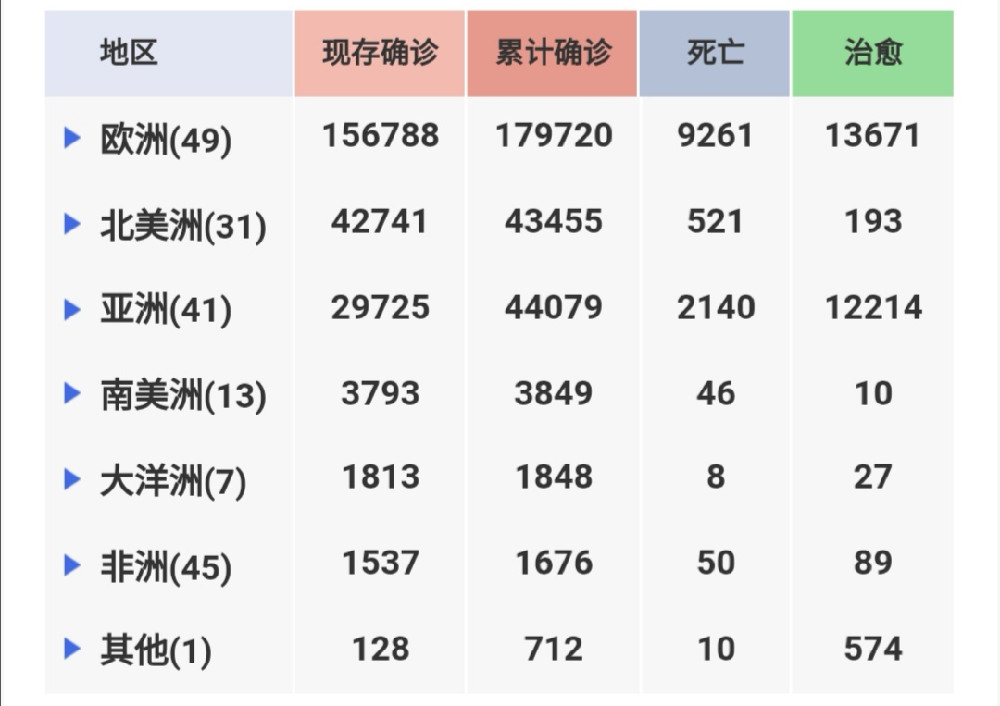 地区 现存确诊 累计确诊 死亡 治愈
欧洲(49) 156788 179720 9261 13671
北美洲(31) 42741 43455 521 193
亚洲(41) 29725 44079 2140 12214
南美洲(13) 3793 3849 46 10
大洋洲(7) 1813 1848 8 27
非洲(45) 1537 1676 50 89
其他(1) 128 712 10 574